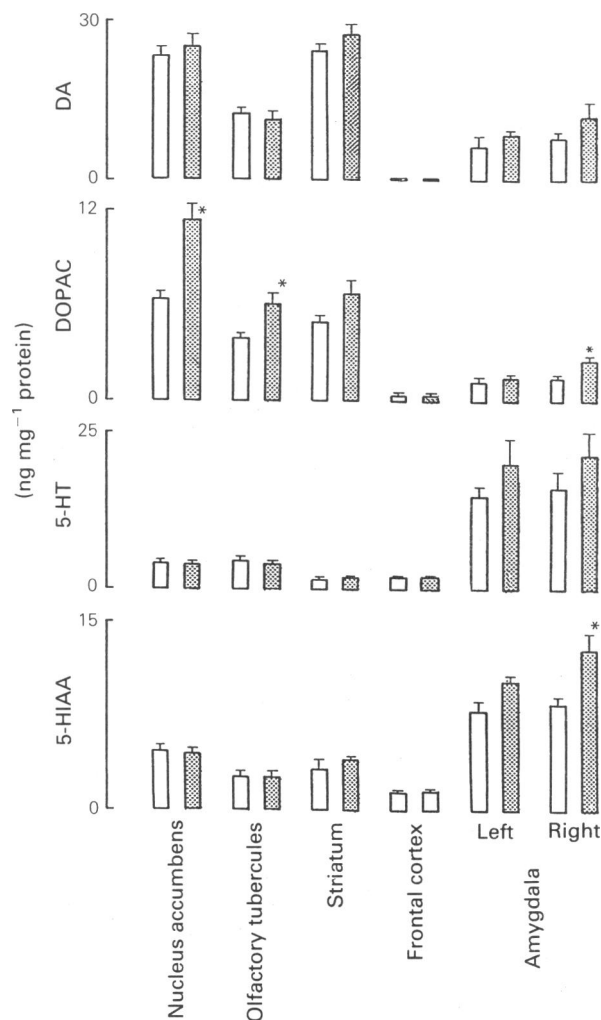 30
DA
0
12
*
*
*
DOPAC
0
(ng mg⁻¹ protein)
25
5-HT
0
15
*
5-HIAA
0
Nucleus accumbens
Olfactory tubercules
Striatum
Frontal cortex
Left
Right
Amygdala